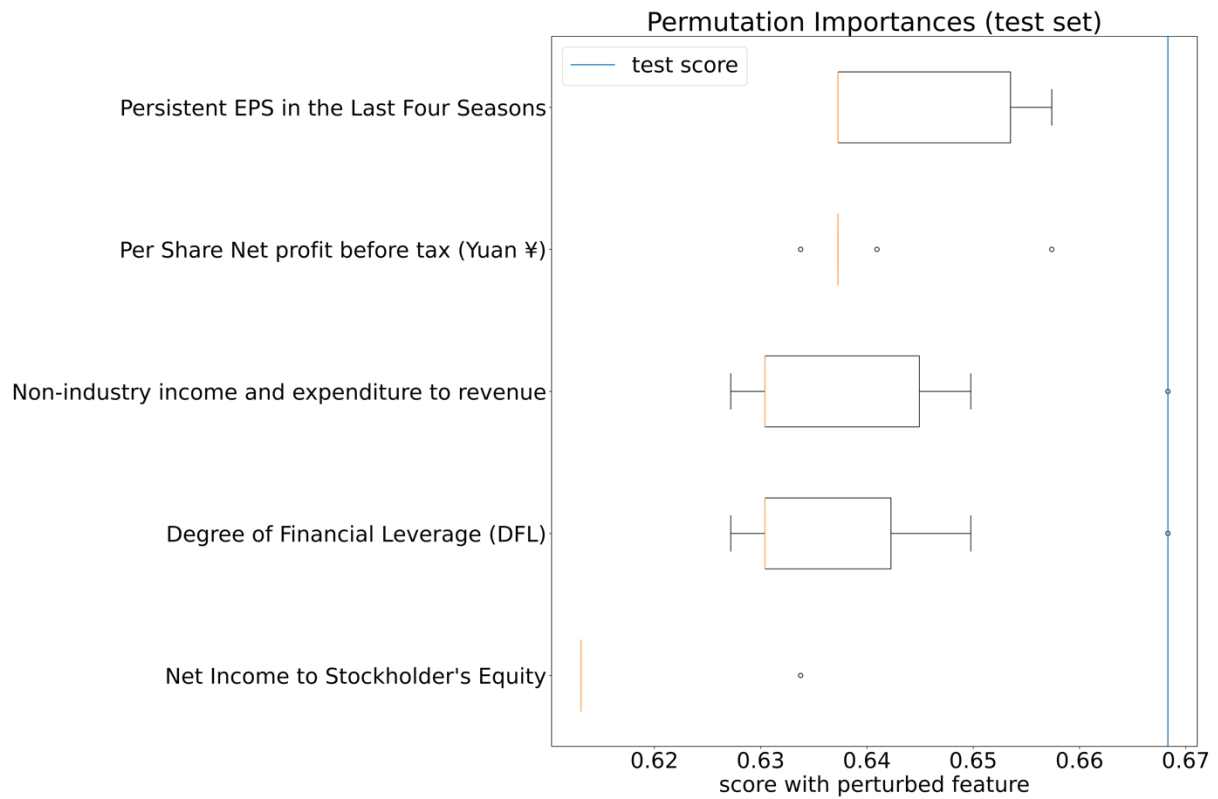 Permutation Importances (test set)
test score
Persistent EPS in the Last Four Seasons
Per Share Net profit before tax (Yuan ¥)
Non-industry income and expenditure to revenue
Degree of Financial Leverage (DFL)
Net Income to Stockholder's Equity
0.62 0.63 0.64 0.65 0.66 0.67
score with perturbed feature